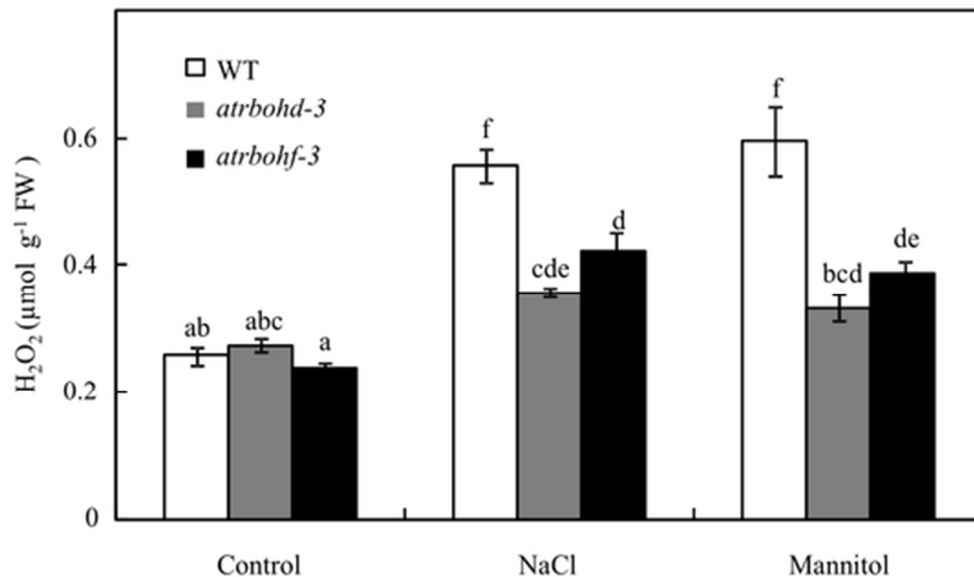 WT
atrbohd-3
atrbohf-3
H₂O₂ (μmol g⁻¹ FW)
0.6
0.4
0.2
0
ab
abc
a
f
cde
d
f
bcd
de
Control
NaCl
Mannitol